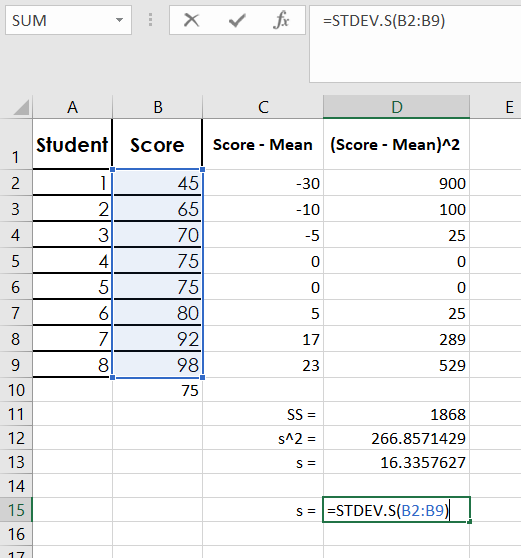 SUM fx =STDEV.S(B2:B9)
A B C D E
1 Student Score Score - Mean (Score - Mean)^2
2 1 45 -30 900
3 2 65 -10 100
4 3 70 -5 25
5 4 75 0 0
6 5 75 0 0
7 6 80 5 25
8 7 92 17 289
9 8 98 23 529
10 75
11 SS = 1868
12 s^2 = 266.8571429
13 s = 16.3357627
14
15 s = =STDEV.S(B2:B9)
16
17